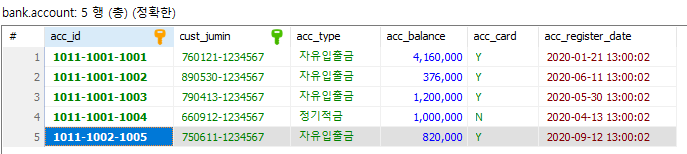 bank.account: 5 행 (총) (정확한)
# acc_id cust_jumin acc_type acc_balance acc_card acc_register_date
1 1011-1001-1001 760121-1234567 자유입출금 4,160,000 Y 2020-01-21 13:00:02
2 1011-1001-1002 890530-1234567 자유입출금 376,000 Y 2020-06-11 13:00:02
3 1011-1001-1003 790413-1234567 자유입출금 1,200,000 Y 2020-05-30 13:00:02
4 1011-1001-1004 660912-1234567 정기적금 1,000,000 N 2020-04-13 13:00:02
5 1011-1002-1005 750611-1234567 자유입출금 820,000 Y 2020-09-12 13:00:02